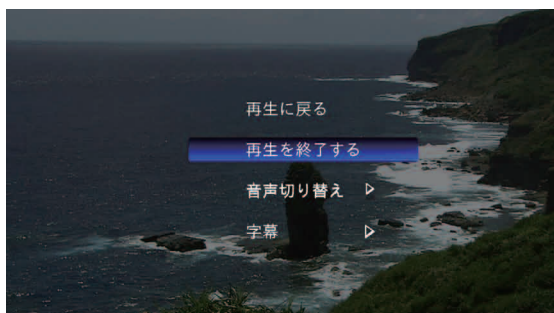 再生に戻る
再生を終了する
音声切り替え ▷
字幕 ▷